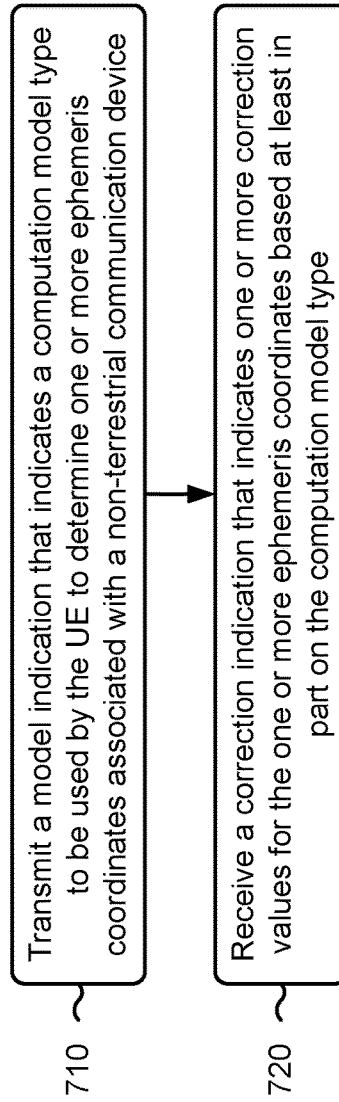 710
Transmit a model indication that indicates a computation model type
to be used by the UE to determine one or more ephemeris
coordinates associated with a non-terrestrial communication device
720
Receive a correction indication that indicates one or more correction
values for the one or more ephemeris coordinates based at least in
part on the computation model type